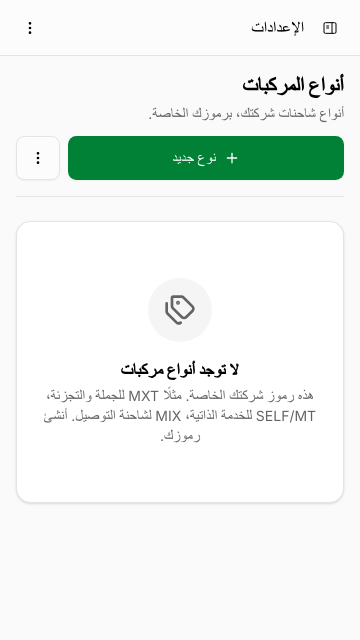 الإعدادات
أنواع المركبات
أنواع شاحنات شركتك، برموزك الخاصة.
نوع جديد
لا توجد أنواع مركبات
هذه رموز شركتك الخاصة. مثلًا MXT للجملة والتجزئة،
SELF/MT للخدمة الذاتية، MIX لشاحنة التوصيل. أنشئ
رموزك.